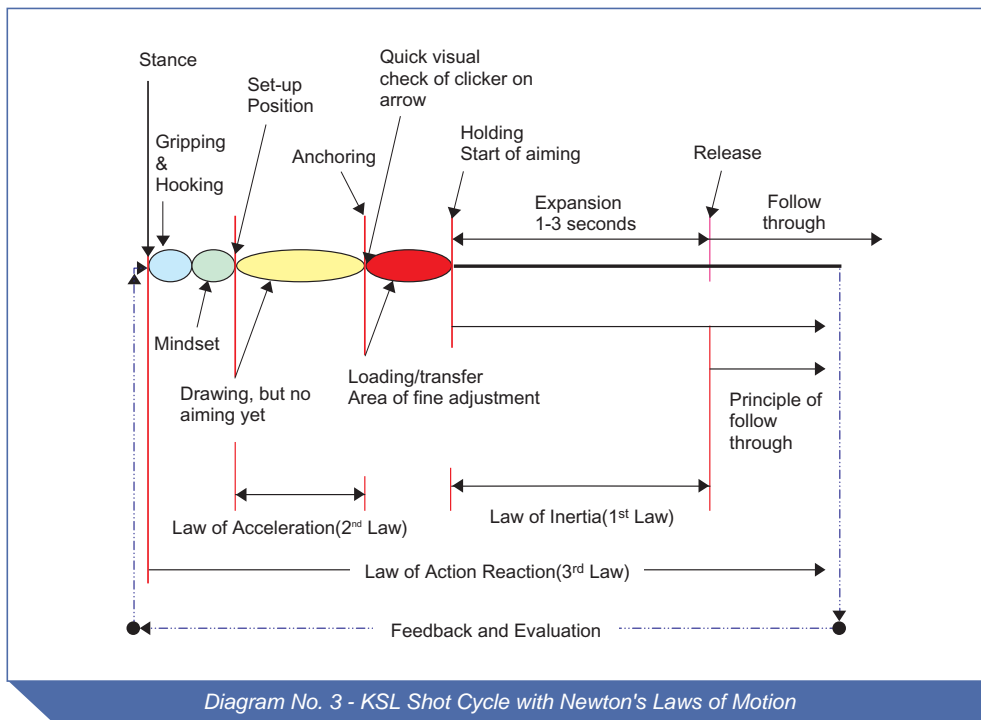 Stance
Quick visual
check of clicker on
arrow
Set-up
Position
Holding
Start of aiming
Gripping
&
Hooking
Anchoring
Release
Expansion
1-3 seconds
Follow
through
Mindset
Drawing, but no
aiming yet
Loading/transfer
Area of fine adjustment
Principle of
follow
through
Law of Acceleration(2nd Law)
Law of Inertia(1st Law)
Law of Action Reaction(3rd Law)
Feedback and Evaluation
Diagram No. 3 - KSL Shot Cycle with Newton's Laws of Motion